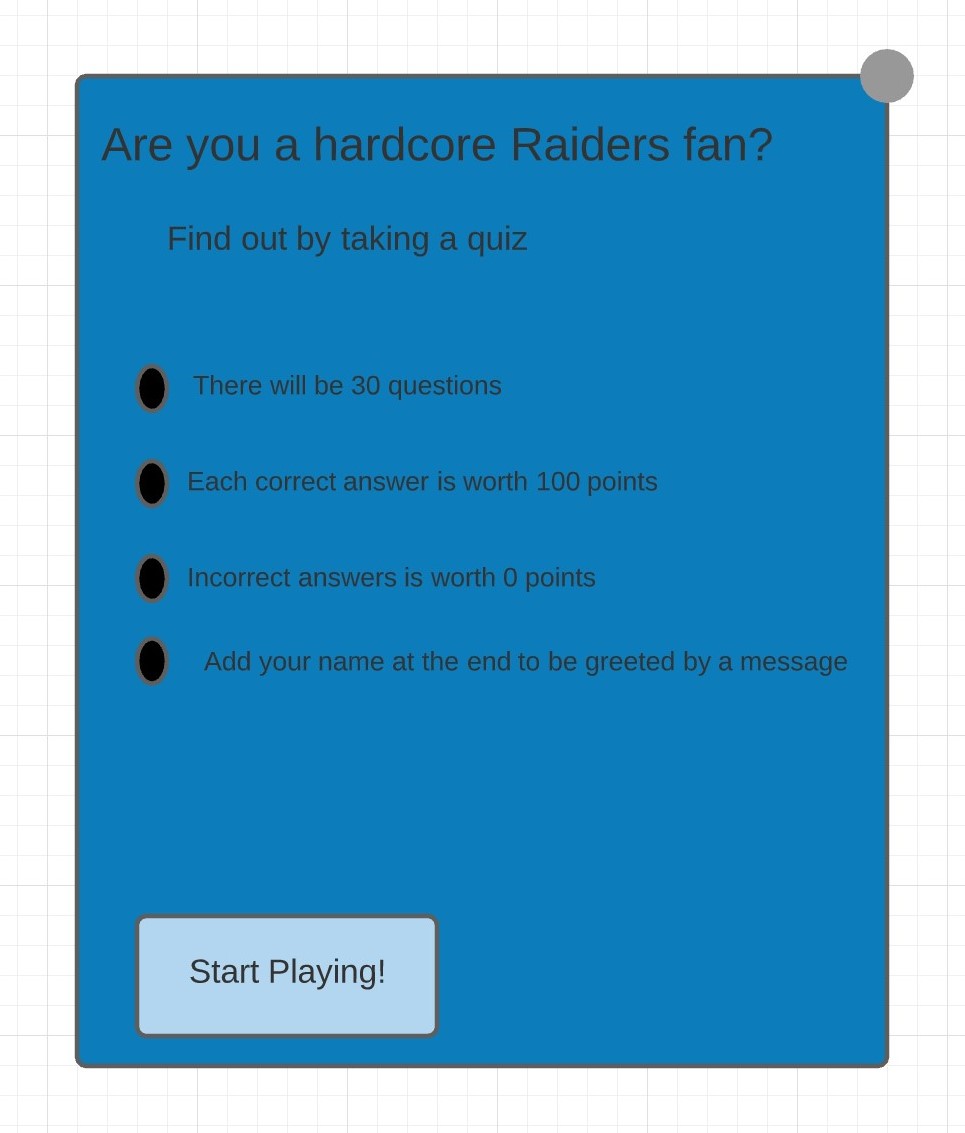 Are you a hardcore Raiders fan?
Find out by taking a quiz
There will be 30 questions
Each correct answer is worth 100 points
Incorrect answers is worth 0 points
Add your name at the end to be greeted by a message
Start Playing!